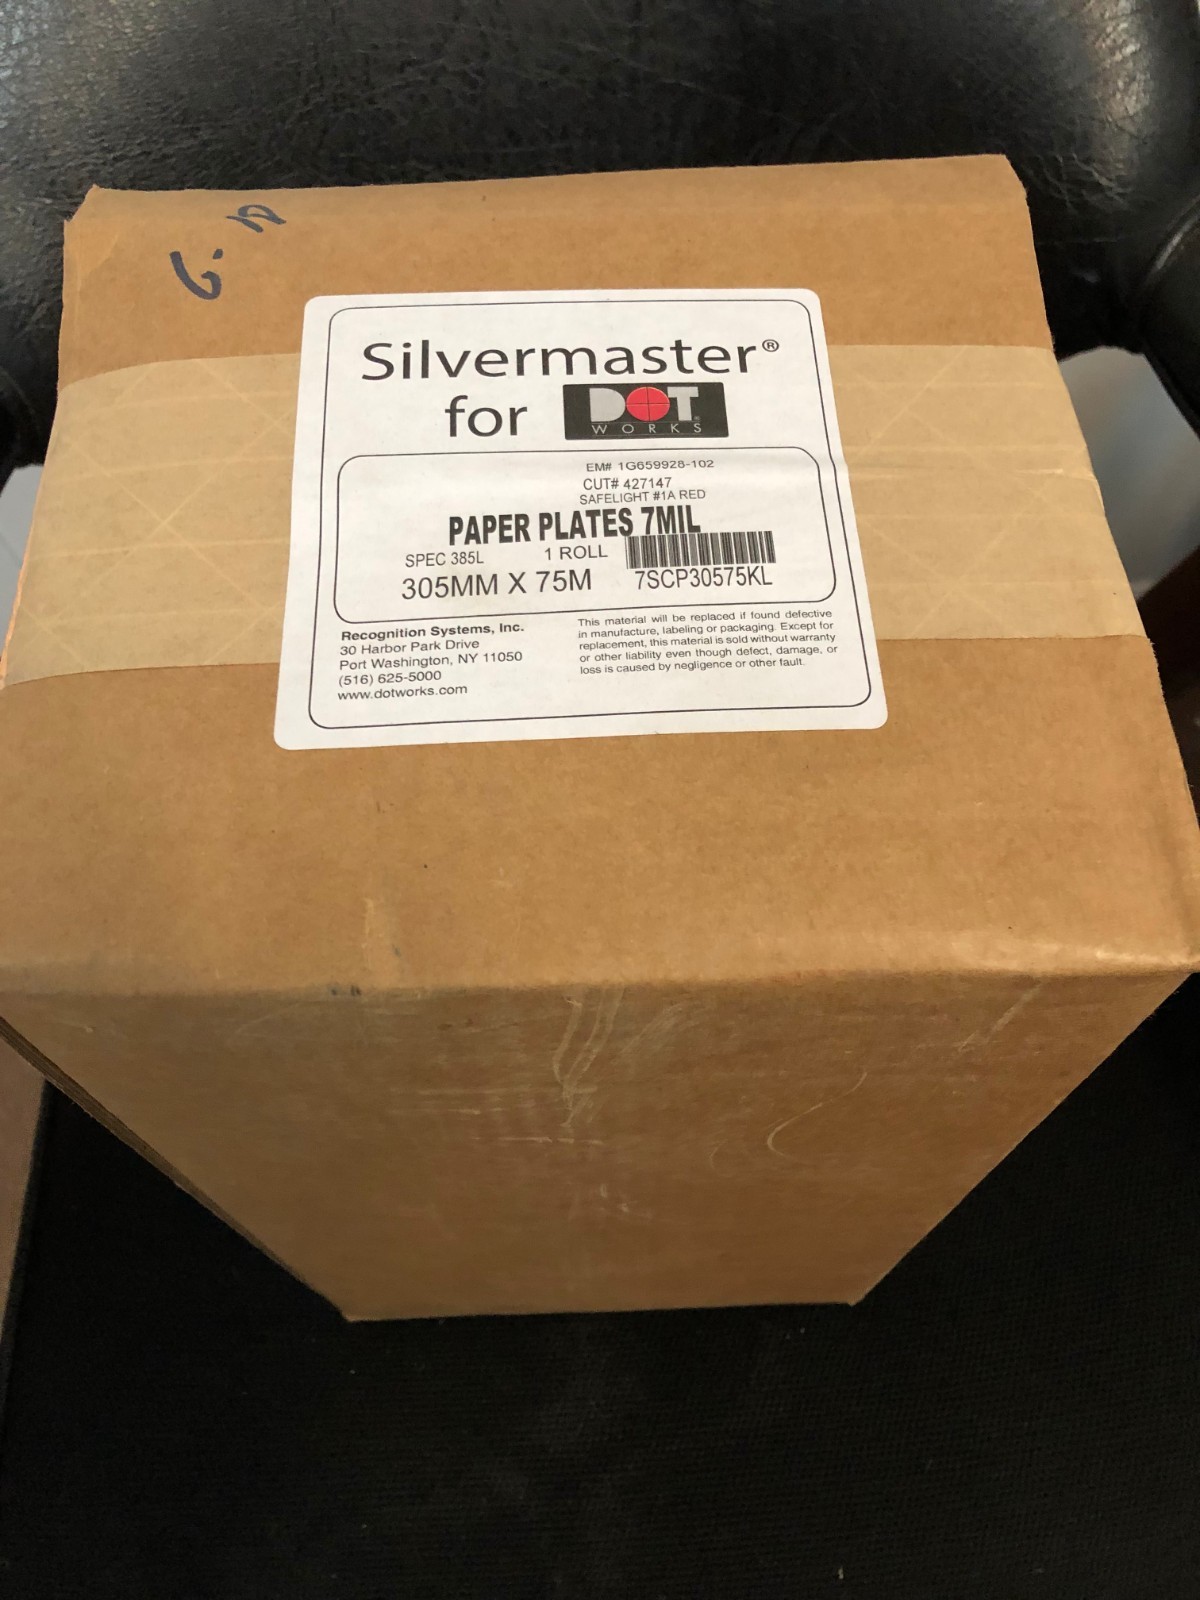 Silvermaster®
for DOT
WORKS
EM# 1G659928-102
CUT# 427147
SAFELIGHT #1A RED
PAPER PLATES 7MIL
SPEC 385L 1 ROLL
305MM X 75M 7SCP30575KL
Recognition Systems, Inc.
30 Harbor Park Drive
Port Washington, NY 11050
(516) 625-5000
www.dotworks.com
This material will be replaced if found defective
in manufacture, labeling or packaging. Except for
replacement, this material is sold without warranty
or other liability even though defect, damage, or
loss is caused by negligence or other fault.